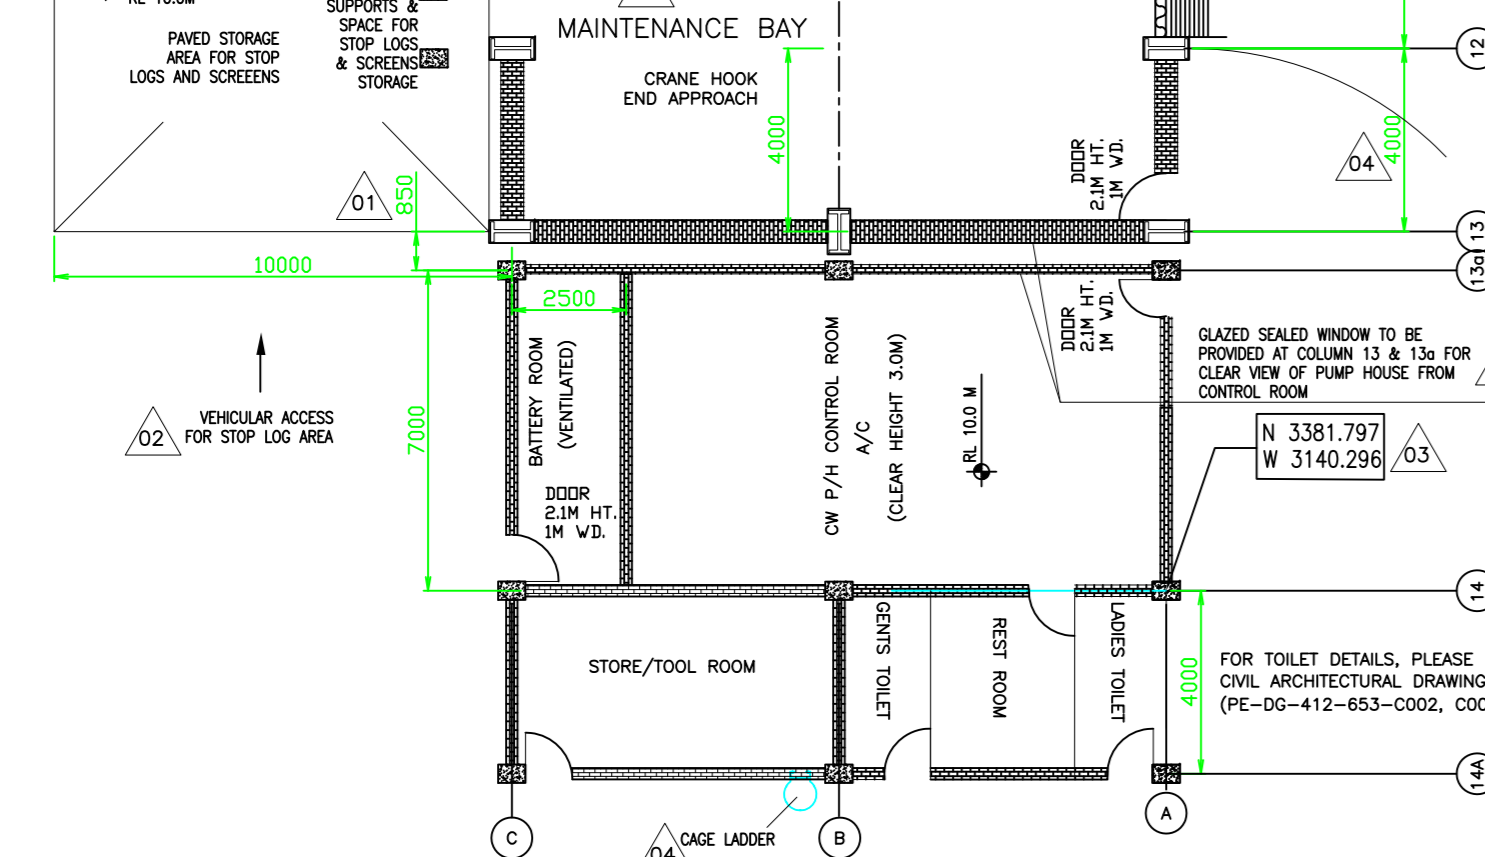 SUPPORTS &
SPACE FOR
STOP LOGS
& SCREENS
STORAGE
PAVED STORAGE
AREA FOR STOP
LOGS AND SCREEENS
MAINTENANCE BAY
CRANE HOOK
END APPROACH
4000
DOOR
2.1M HT.
1M WD.
4000
12
04
01
850
10000
13
13a
2500
DOOR
2.1M HT.
1M WD.
GLAZED SEALED WINDOW TO BE
PROVIDED AT COLUMN 13 & 13a FOR
CLEAR VIEW OF PUMP HOUSE FROM
CONTROL ROOM
BATTERY ROOM
(VENTILATED)
CW P/H CONTROL ROOM
A/C
(CLEAR HEIGHT 3.0M)
RL 10.0 M
7000
VEHICULAR ACCESS
FOR STOP LOG AREA
02
N 3381.797
W 3140.296
03
DOOR
2.1M HT.
1M WD.
14
STORE/TOOL ROOM
GENTS TOILET
REST ROOM
LADIES TOILET
4000
FOR TOILET DETAILS, PLEASE
CIVIL ARCHITECTURAL DRAWING
(PE-DG-412-653-C002,
14A
C
B
A
CAGE LADDER
04